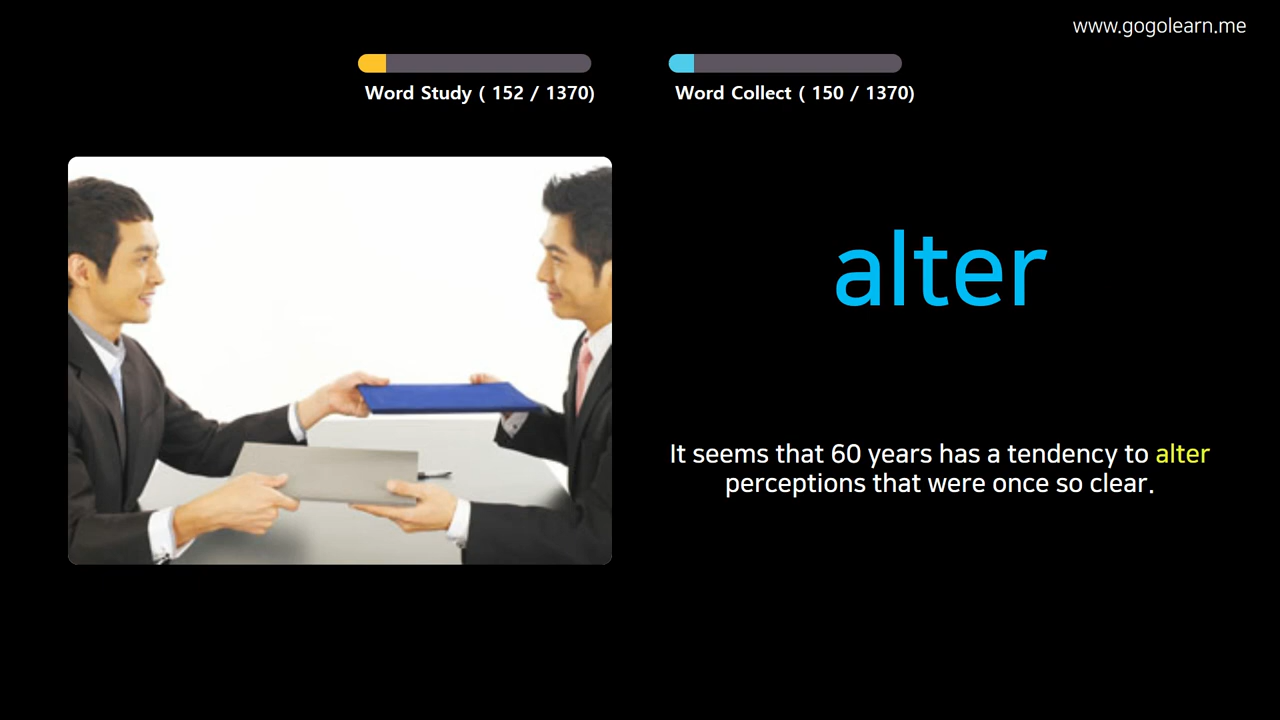 www.gogolearn.me
Word Study ( 152 / 1370)
Word Collect ( 150 / 1370)
alter
It seems that 60 years has a tendency to alter
perceptions that were once so clear.